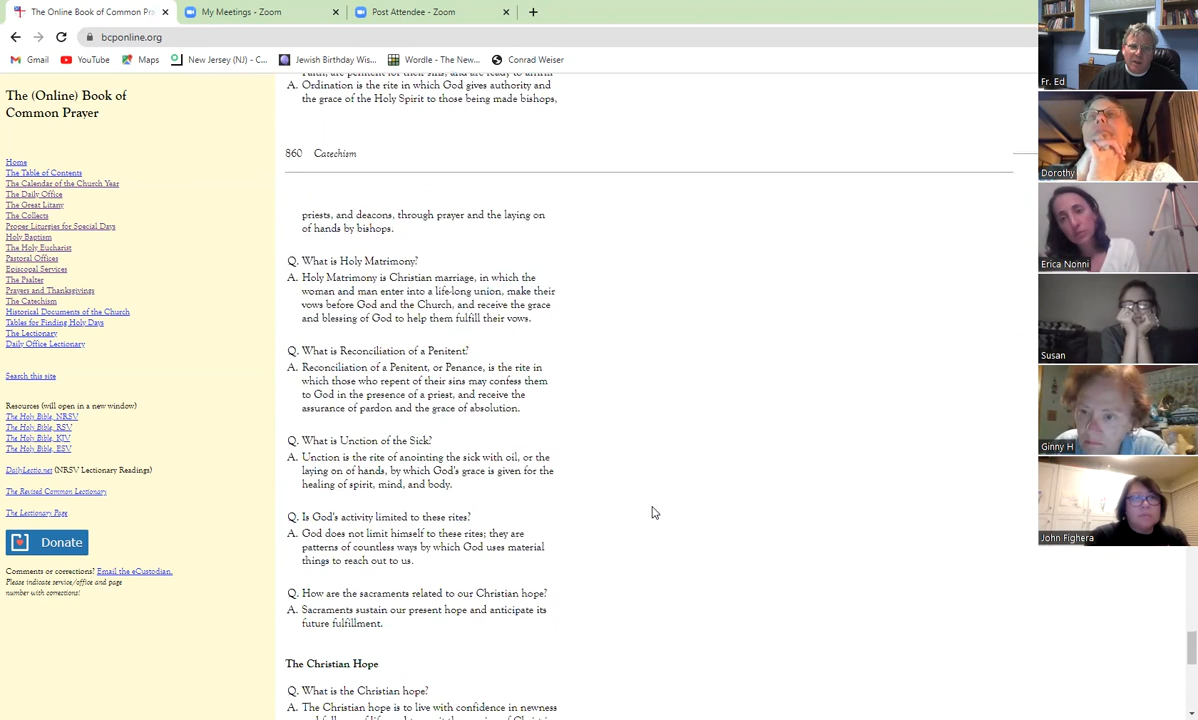 The Online Book of Common Pra
My Meetings - Zoom
Post Attendee - Zoom
bcponline.org
Gmail
YouTube
Maps
New Jersey (NJ) - C...
Jewish Birthday Wis...
Wordle - The New...
Conrad Weiser
The (Online) Book of
Common Prayer
Home
The Table of Contents
The Calendar of the Church Year
The Daily Office
The Great Litany
The Collects
Proper Liturgies for Special Days
Holy Baptism
The Holy Eucharist
Pastoral Offices
Episcopal Services
The Psalter
Prayers and Thanksgivings
The Catechism
Historical Documents of the Church
Tables for Finding Holy Days
The Lectionary
Daily Office Lectionary
Search this site
Resources (will open in a new window)
The Holy Bible, NRSV
The Holy Bible, RSV
The Holy Bible, KJV
The Holy Bible, ESV
DailyLectio.net (NRSV Lectionary Readings)
The Revised Common Lectionary
The Lectionary Page
Donate
Comments or corrections? Email the eCustodian.
Please indicate service/office and page
number with corrections!
Faith, are penitent for their sins, and are ready to affirm
A. Ordination is the rite in which God gives authority and
the grace of the Holy Spirit to those being made bishops,
860 Catechism
priests, and deacons, through prayer and the laying on
of hands by bishops.
Q. What is Holy Matrimony?
A. Holy Matrimony is Christian marriage, in which the
woman and man enter into a life-long union, make their
vows before God and the Church, and receive the grace
and blessing of God to help them fulfill their vows.
Q. What is Reconciliation of a Penitent?
A. Reconciliation of a Penitent, or Penance, is the rite in
which those who repent of their sins may confess them
to God in the presence of a priest, and receive the
assurance of pardon and the grace of absolution.
Q. What is Unction of the Sick?
A. Unction is the rite of anointing the sick with oil, or the
laying on of hands, by which God's grace is given for the
healing of spirit, mind, and body.
Q. Is God's activity limited to these rites?
A. God does not limit himself to these rites; they are
patterns of countless ways by which God uses material
things to reach out to us.
Q. How are the sacraments related to our Christian hope?
A. Sacraments sustain our present hope and anticipate its
future fulfillment.
The Christian Hope
Q. What is the Christian hope?
A. The Christian hope is to live with confidence in newness
Fr. Ed
Dorothy
Erica Nonni
Susan
Ginny H
John Fighera